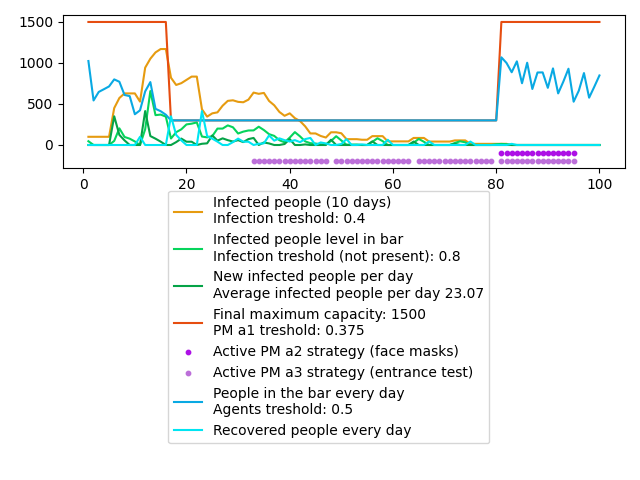 1500
1000
500
0
0 20 40 60 80 100
Infected people (10 days)
Infection treshold: 0.4
Infected people level in bar
Infection treshold (not present): 0.8
New infected people per day
Average infected people per day 23.07
Final maximum capacity: 1500
PM a1 treshold: 0.375
Active PM a2 strategy (face masks)
Active PM a3 strategy (entrance test)
People in the bar every day
Agents treshold: 0.5
Recovered people every day